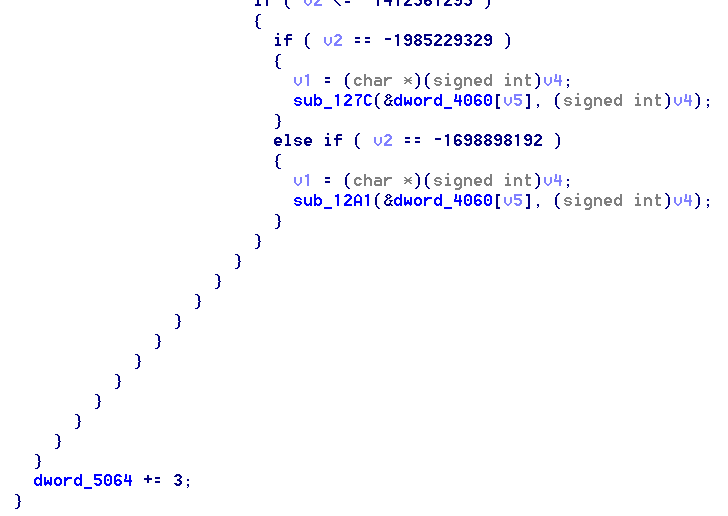 if ( v2 <= -1412561295 )
{
if ( v2 == -1985229329 )
{
v1 = (char *)(signed int)v4;
sub_127C(&dword_4060[v5], (signed int)v4);
}
else if ( v2 == -1698898192 )
{
v1 = (char *)(signed int)v4;
sub_12A1(&dword_4060[v5], (signed int)v4);
}
}
}
}
}
}
}
}
}
}
}
}
}
dword_5064 += 3;
}